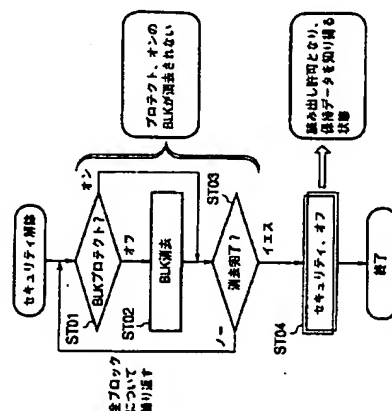 セキュリティ解除
ST01
BLKプロテクト?
オン
オフ
ST02
BLK消去
ST03
消去完了?
ノー
イエス
全ブロック
について
繰り返す
プロテクト、オンの
BLKが消去されない
ST04
セキュリティ、オフ
読み出し許可となり、
保持データを知り得る
状態
終了